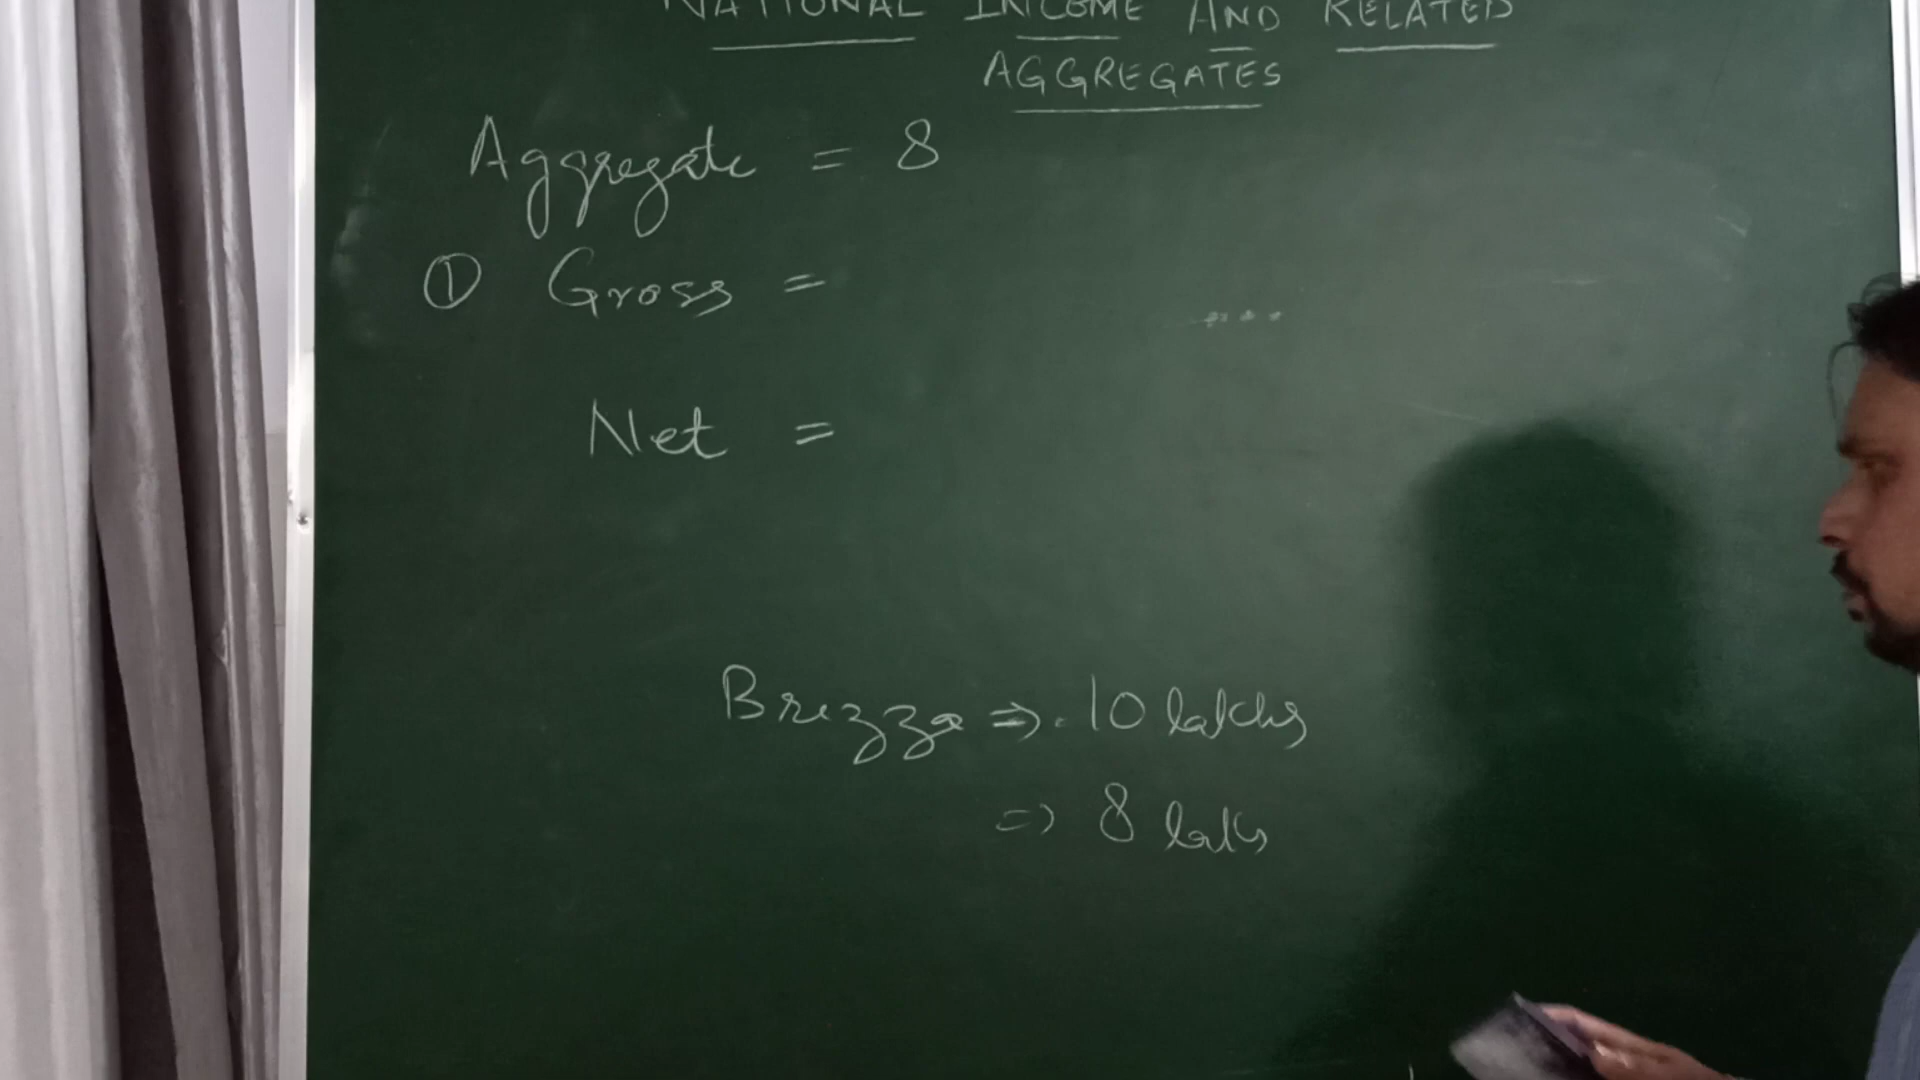 NATIONAL INCOME AND RELATED
AGGREGATES
Aggregate = 8
① Gross =
Net =
Brezza ⇒ 10 lakhs
⇒ 8 lakhs